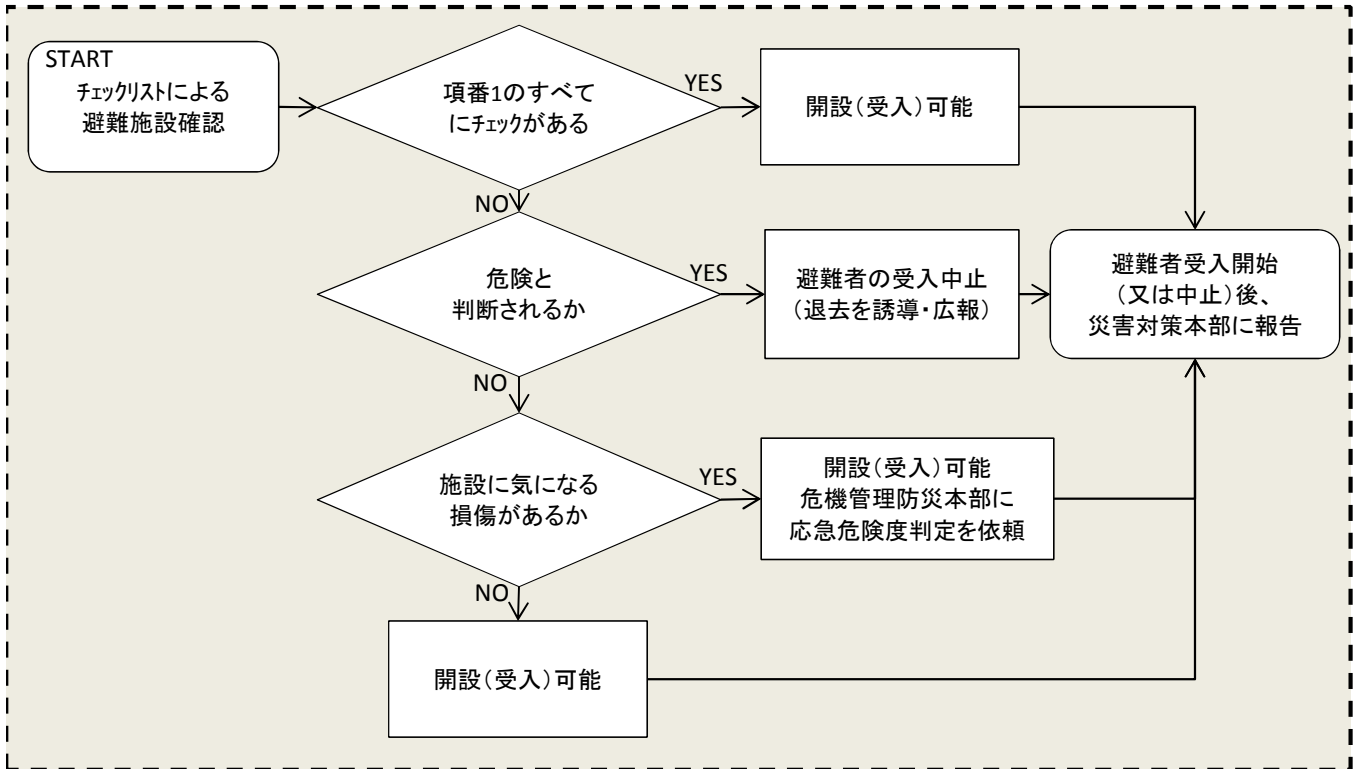 START
チェックリストによる
避難施設確認
項番1のすべて
にチェックがある
YES
開設(受入)可能
NO
危険と
判断されるか
YES
避難者の受入中止
(退去を誘導・広報)
避難者受入開始
(又は中止)後、
災害対策本部に報告
NO
施設に気になる
損傷があるか
YES
開設(受入)可能
危機管理防災本部に
応急危険度判定を依頼
NO
開設(受入)可能